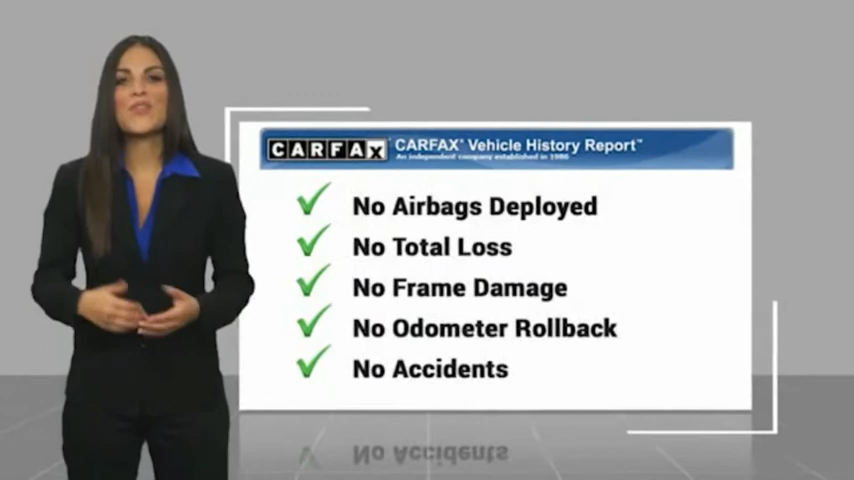 CARFAX CARFAX® Vehicle History Report™
An independent company established in 1986
No Airbags Deployed
No Total Loss
No Frame Damage
No Odometer Rollback
No Accidents
No Accidents